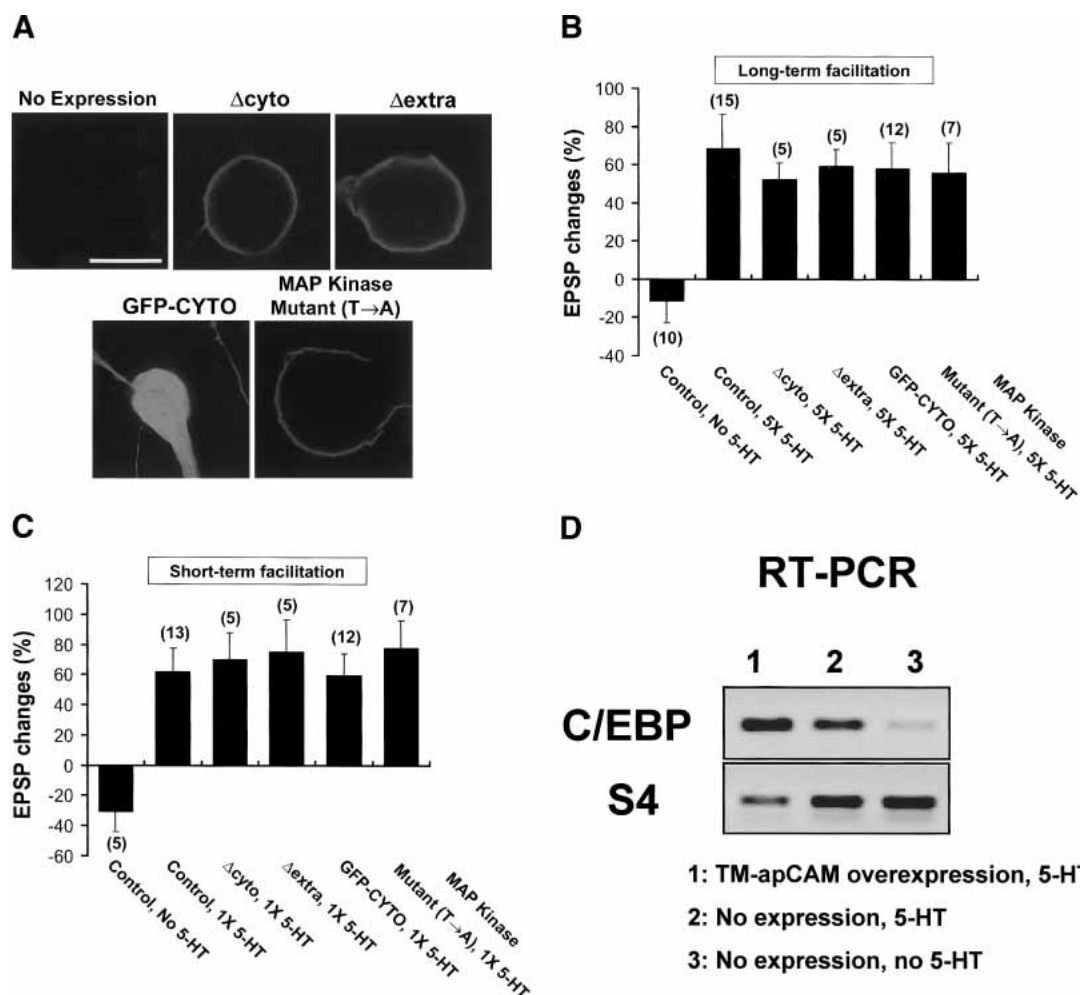 A
No Expression
Δcyto
Δextra
GFP-CYTO
MAP Kinase
Mutant (T→A)
B
Long-term facilitation
EPSP changes (%)
100
80
60
40
20
0
-20
-40
(10)
(15)
(5)
(5)
(12)
(7)
Control, No 5-HT
Control, 5X 5-HT
Δcyto, 5X 5-HT
Δextra, 5X 5-HT
GFP-CYTO, 5X 5-HT
Mutant (T→A), 5X 5-HT
MAP Kinase
C
Short-term facilitation
EPSP changes (%)
120
100
80
60
40
20
0
-20
-40
-60
(5)
(13)
(5)
(5)
(12)
(7)
Control, No 5-HT
Control, 1X 5-HT
Δcyto, 1X 5-HT
Δextra, 1X 5-HT
GFP-CYTO, 1X 5-HT
Mutant (T→A), 1X 5-HT
MAP Kinase
D
RT-PCR
1 2 3
C/EBP
S4
1: TM-apCAM overexpression, 5-HT
2: No expression, 5-HT
3: No expression, no 5-HT